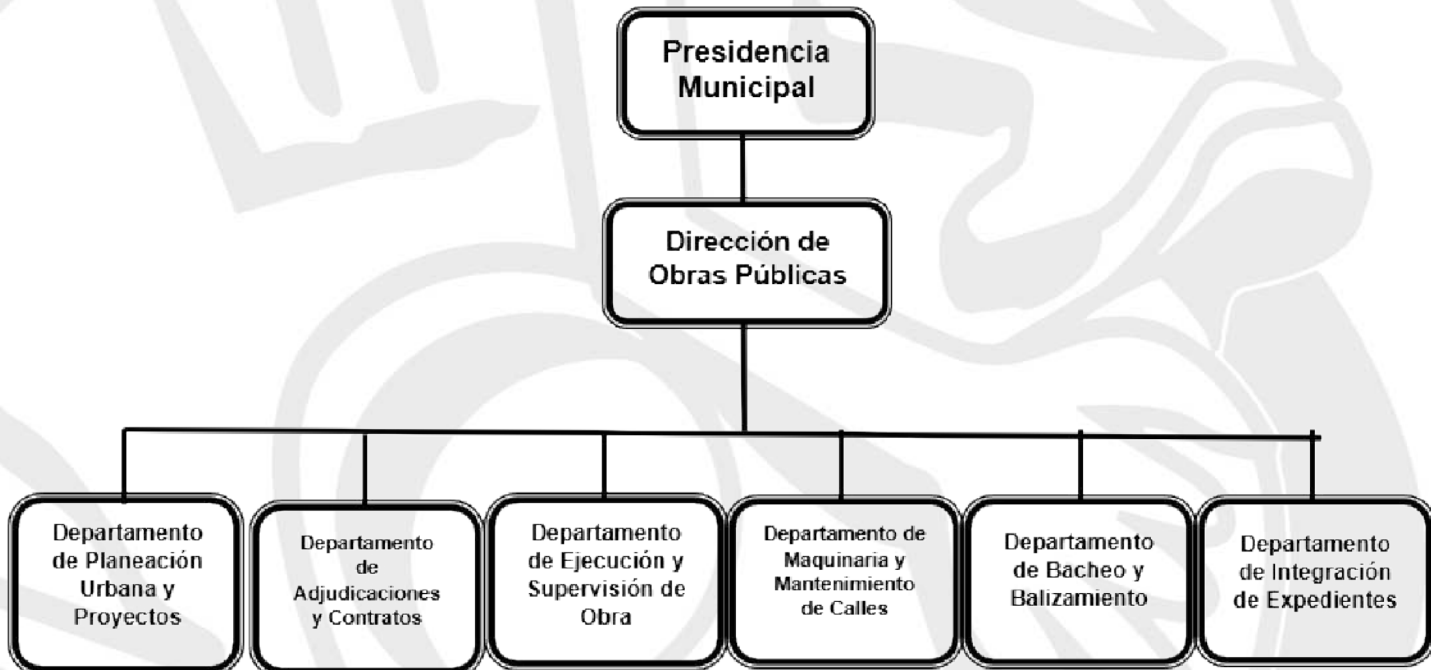 Presidencia
Municipal
Dirección de
Obras Públicas
Departamento
de Planeación
Urbana y
Proyectos
Departamento
de
Adjudicaciones
y Contratos
Departamento
de Ejecución y
Supervisión de
Obra
Departamento de
Maquinaria y
Mantenimiento
de Calles
Departamento
de Bacheo y
Balizamiento
Departamento
de Integración
de Expedientes